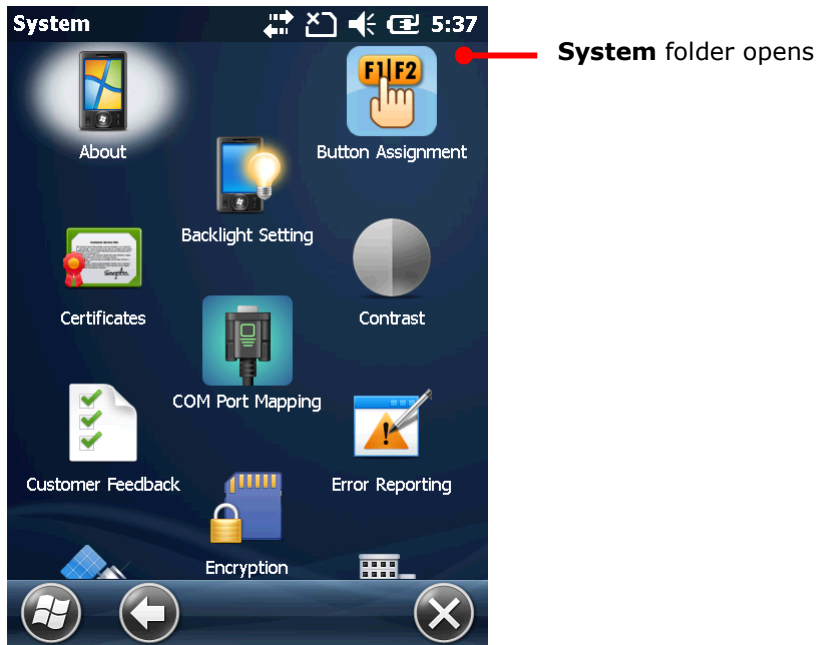 System 5:37
System folder opens
F1 F2
About
Button Assignment
Backlight Setting
Certificates
Contrast
COM Port Mapping
Customer Feedback
Error Reporting
Encryption